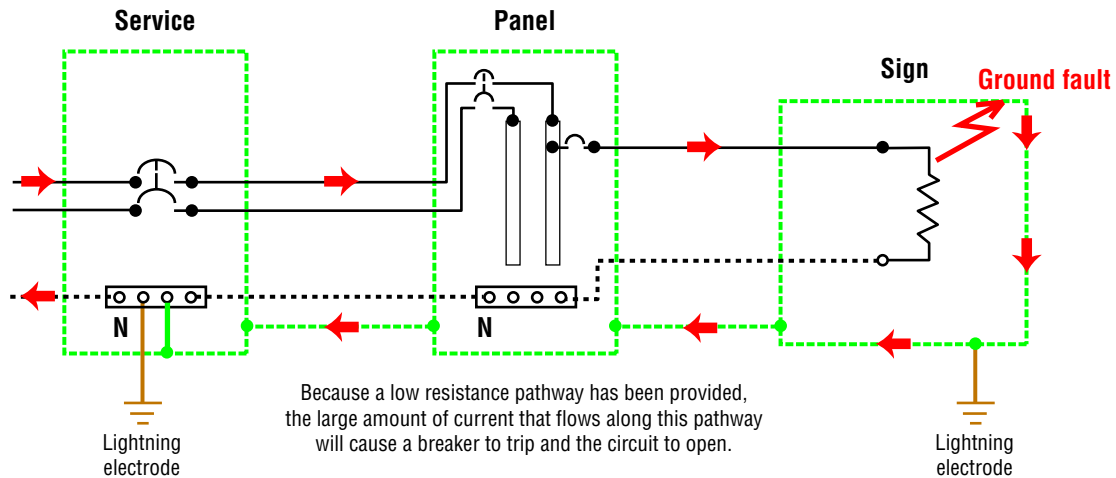 Service
Panel
Sign
Ground fault
N
N
Because a low resistance pathway has been provided,
the large amount of current that flows along this pathway
will cause a breaker to trip and the circuit to open.
Lightning
electrode
Lightning
electrode